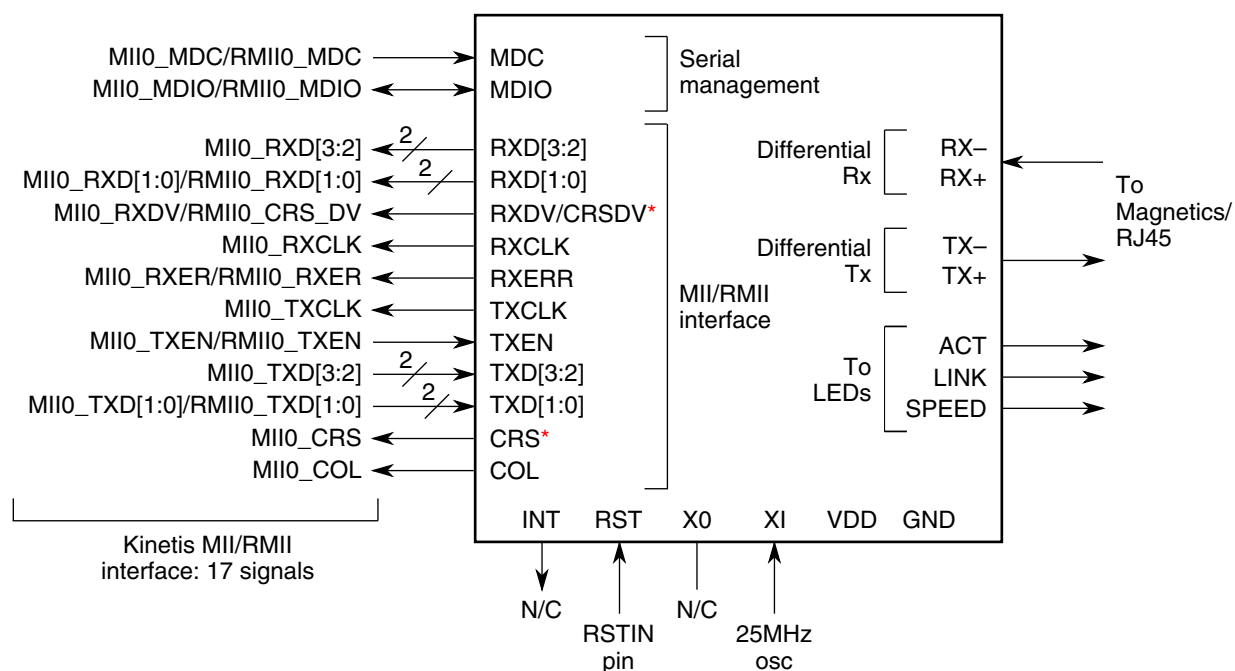 MII0_MDC/RMII0_MDC
MII0_MDIO/RMII0_MDIO
MII0_RXD[3:2]
2
MII0_RXD[1:0]/RMII0_RXD[1:0]
2
MII0_RXDV/RMII0_CRS_DV
MII0_RXCLK
MII0_RXER/RMII0_RXER
MII0_TXCLK
MII0_TXEN/RMII0_TXEN
MII0_TXD[3:2]
2
MII0_TXD[1:0]/RMII0_TXD[1:0]
2
MII0_CRS
MII0_COL
Kinetis MII/RMII
interface: 17 signals
MDC
MDIO
Serial
management
RXD[3:2]
RXD[1:0]
RXDV/CRSDV*
RXCLK
RXERR
TXCLK
TXEN
TXD[3:2]
TXD[1:0]
CRS*
COL
MII/RMII
interface
Differential
Rx
RX–
RX+
Differential
Tx
TX–
TX+
To
Magnetics/
RJ45
To
LEDs
ACT
LINK
SPEED
INT RST X0 XI VDD GND
N/C
RSTIN
pin
N/C
25MHz
osc